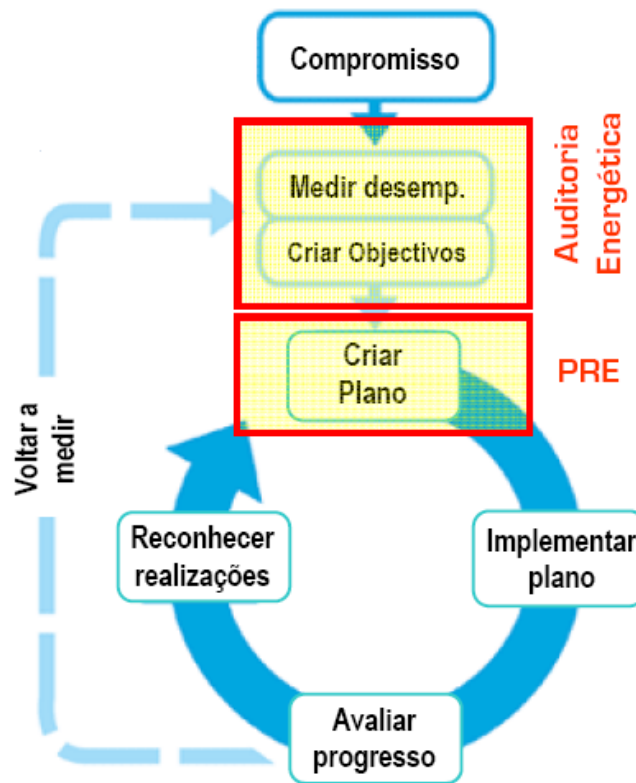 Compromisso
Medir desemp.
Criar Objectivos
Auditoria
Energética
Criar
Plano
PRE
Voltar a
medir
Reconhecer
realizações
Implementar
plano
Avaliar
progresso